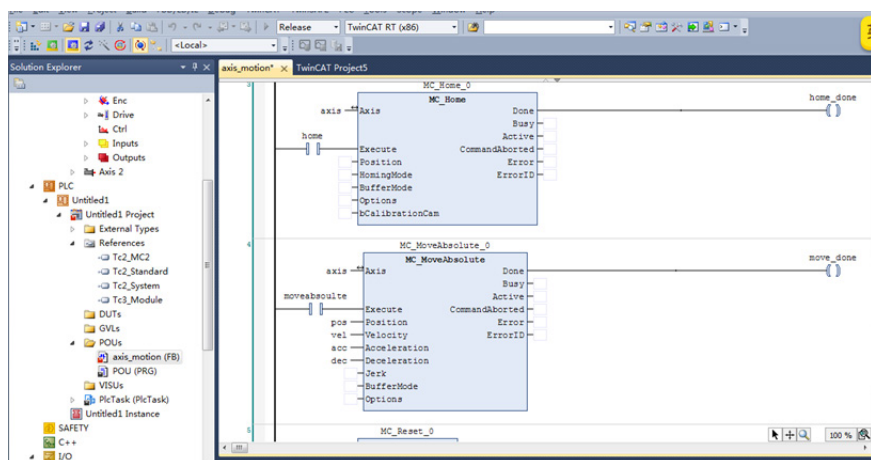 Release
TwinCAT RT (x86)
<Local>
Solution Explorer
axis_motion*
TwinCAT Project5
Enc
Drive
Ctrl
Inputs
Outputs
Axis 2
PLC
Untitled1
Untitled1 Project
External Types
References
Tc2_MC2
Tc2_Standard
Tc2_System
Tc3_Module
DUTs
GVLs
POUs
axis_motion (FB)
POU (PRG)
VISUs
PlcTask (PlcTask)
Untitled1 Instance
SAFETY
C++
I/O
3
MC_Home_0
MC_Home
home_done
axis Axis Done
Busy
Active
home
Execute CommandAborted
Position Error
HomingMode ErrorID
BufferMode
Options
bCalibrationCam
4
MC_MoveAbsolute_0
MC_MoveAbsolute
move_done
axis Axis Done
Busy
Active
moveabsoulte
Execute CommandAborted
pos Position Error
vel Velocity ErrorID
acc Acceleration
dec Deceleration
Jerk
BufferMode
Options
5
MC_Reset_0
100 %